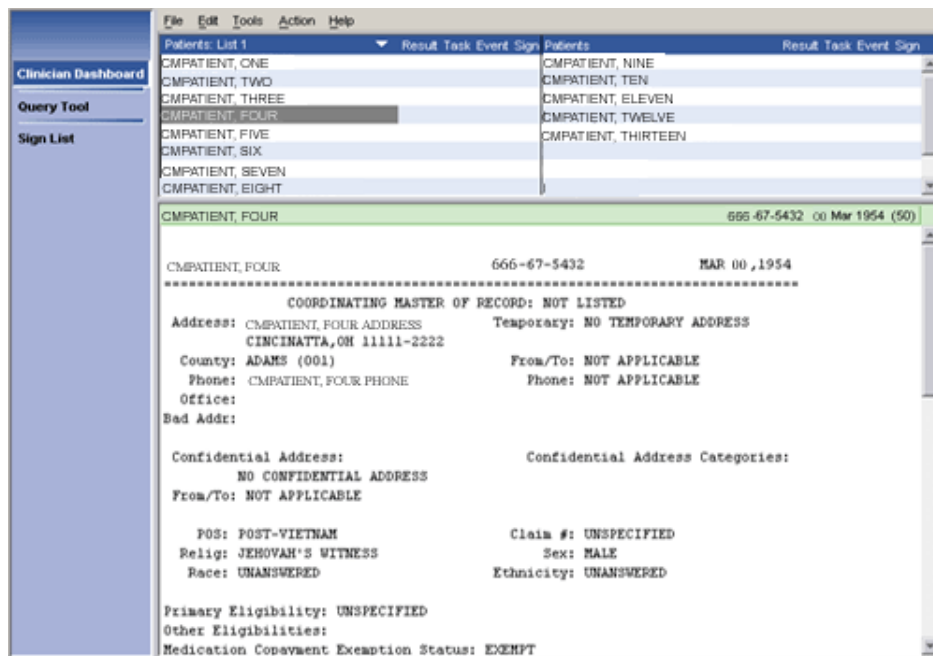 File Edit Tools Action Help
Patients: List 1 Result Task Event Sign Patients Result Task Event Sign
Clinician Dashboard
Query Tool
Sign List
CMPATIENT, ONE
CMPATIENT, TWO
CMPATIENT, THREE
CMPATIENT, FOUR
CMPATIENT, FIVE
CMPATIENT, SIX
CMPATIENT, SEVEN
CMPATIENT, EIGHT
CMPATIENT, NINE
CMPATIENT, TEN
CMPATIENT, ELEVEN
CMPATIENT, TWELVE
CMPATIENT, THIRTEEN
CMPATIENT, FOUR 666-67-5432 00 Mar 1954 (50)
CMPATIENT, FOUR 666-67-5432 MAR 00 ,1954
==============================================================================
COORDINATING MASTER OF RECORD: NOT LISTED
Address: CMPATIENT, FOUR ADDRESS Temporary: NO TEMPORARY ADDRESS
CINCINATTA,OH 11111-2222
County: ADAMS (001) From/To: NOT APPLICABLE
Phone: CMPATIENT, FOUR PHONE Phone: NOT APPLICABLE
Office:
Bad Addr:
Confidential Address: Confidential Address Categories:
NO CONFIDENTIAL ADDRESS
From/To: NOT APPLICABLE
POS: POST-VIETNAM Claim #: UNSPECIFIED
Relig: JEHOVAH'S WITNESS Sex: MALE
Race: UNANSWERED Ethnicity: UNANSWERED
Primary Eligibility: UNSPECIFIED
Other Eligibilities:
Medication Copayment Exemption Status: EXEMPT